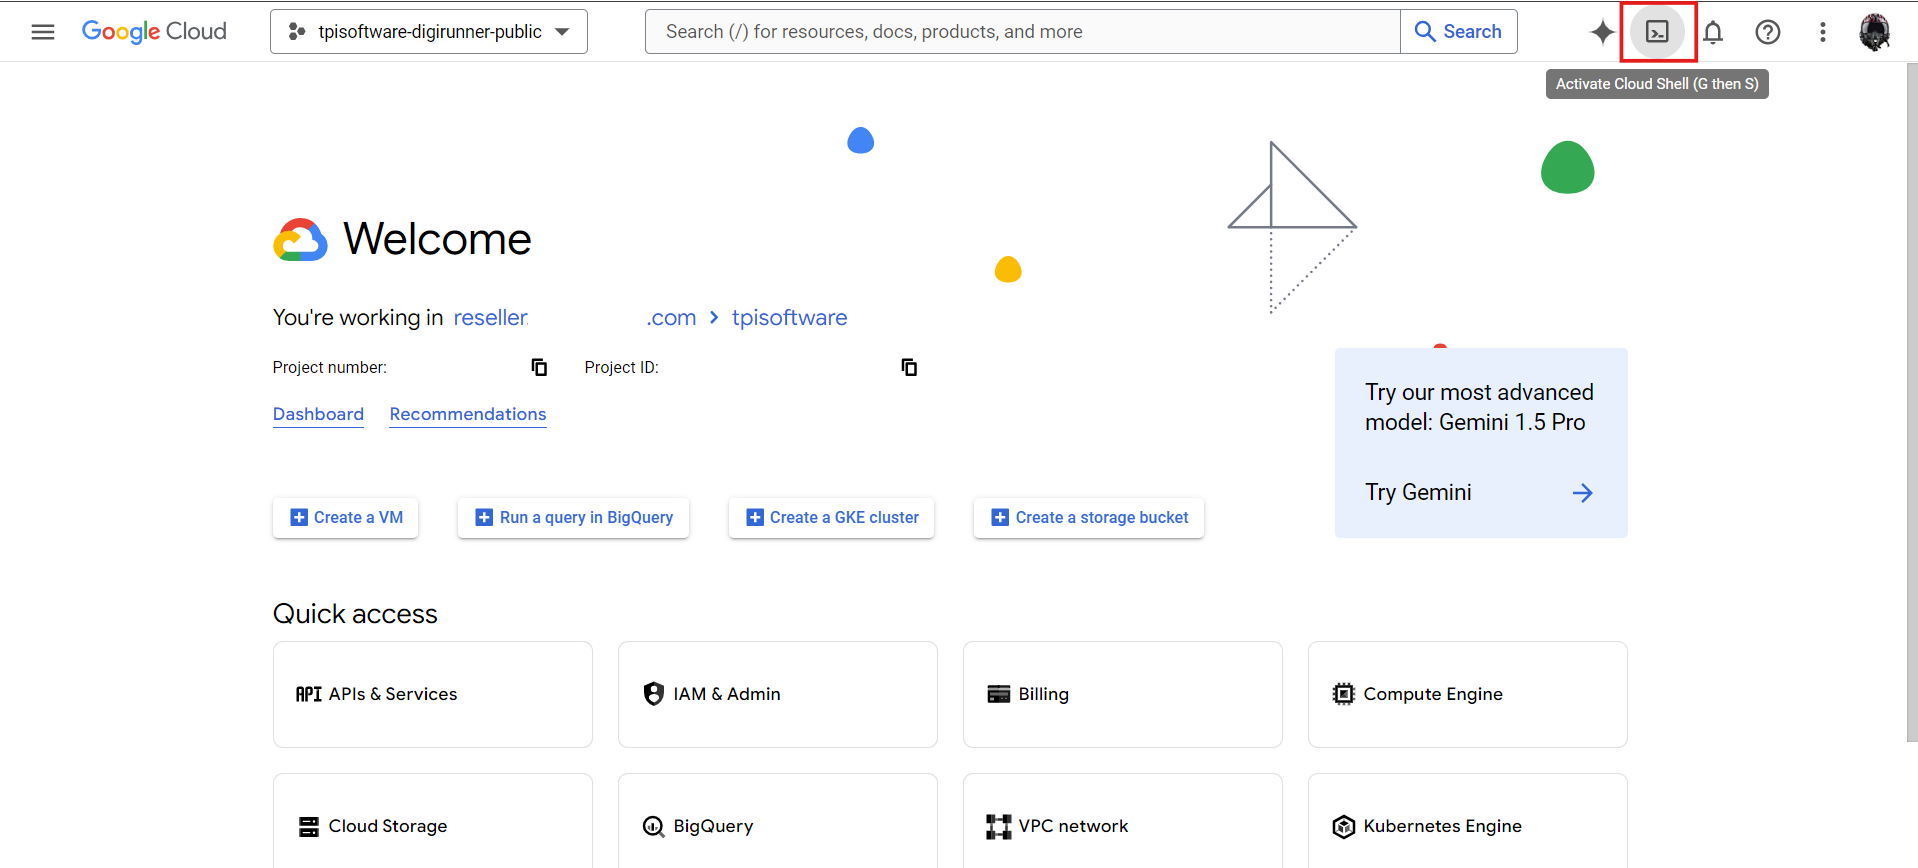 Google Cloud
tpisoftware-digirunner-public
Search (/) for resources, docs, products, and more
Search
Activate Cloud Shell (G then S)
Welcome
You're working in reseller. .com > tpisoftware
Project number:
Project ID:
Dashboard
Recommendations
Try our most advanced
model: Gemini 1.5 Pro
Try Gemini
Create a VM
Run a query in BigQuery
Create a GKE cluster
Create a storage bucket
Quick access
API APIs & Services
IAM & Admin
Billing
Compute Engine
Cloud Storage
BigQuery
VPC network
Kubernetes Engine